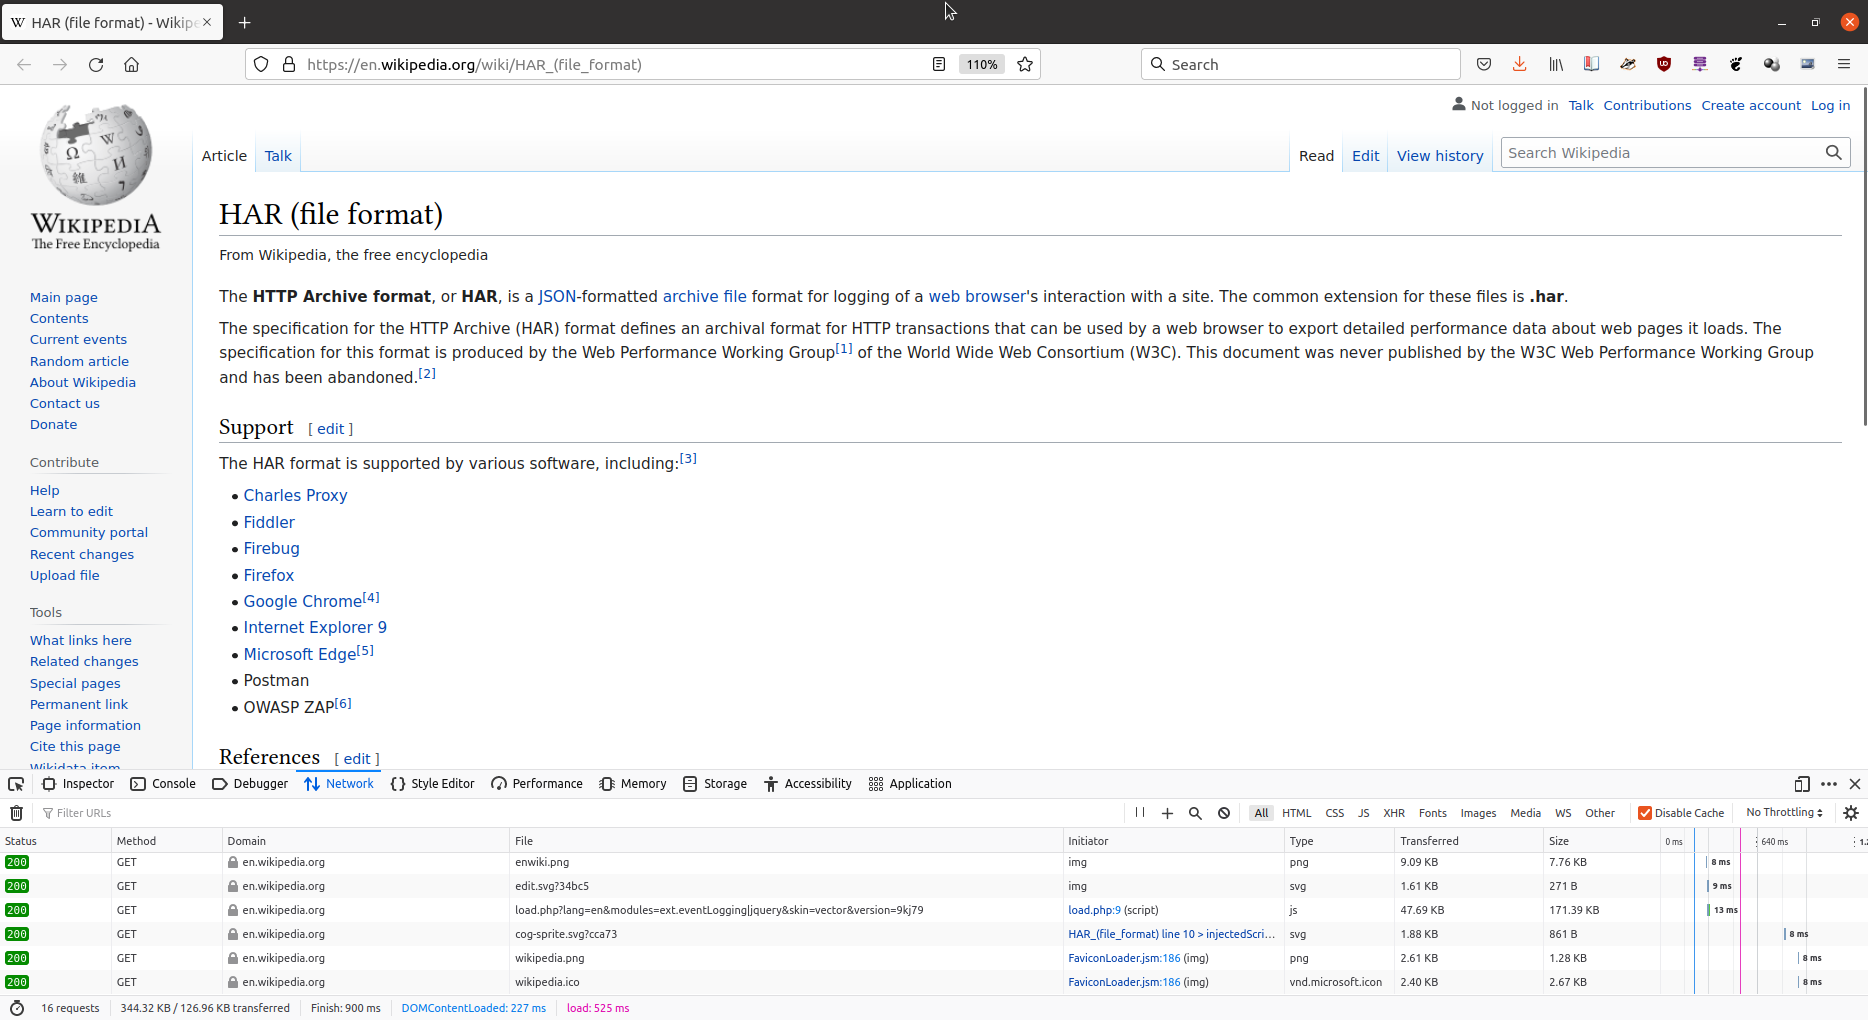 W HAR (file format) - Wikipe
https://en.wikipedia.org/wiki/HAR_(file_format)
110%
Search
Not logged in Talk Contributions Create account Log in
WIKIPEDIA
The Free Encyclopedia
Article Talk
Read Edit View history
Search Wikipedia
Main page
Contents
Current events
Random article
About Wikipedia
Contact us
Donate
Contribute
Help
Learn to edit
Community portal
Recent changes
Upload file
Tools
What links here
Related changes
Special pages
Permanent link
Page information
Cite this page
Wikidata item
HAR (file format)
From Wikipedia, the free encyclopedia
The HTTP Archive format, or HAR, is a JSON-formatted archive file format for logging of a web browser's interaction with a site. The common extension for these files is .har.
The specification for the HTTP Archive (HAR) format defines an archival format for HTTP transactions that can be used by a web browser to export detailed performance data about web pages it loads. The
specification for this format is produced by the Web Performance Working Group[1] of the World Wide Web Consortium (W3C). This document was never published by the W3C Web Performance Working Group
and has been abandoned.[2]
Support [ edit ]
The HAR format is supported by various software, including:[3]
• Charles Proxy
• Fiddler
• Firebug
• Firefox
• Google Chrome[4]
• Internet Explorer 9
• Microsoft Edge[5]
• Postman
• OWASP ZAP[6]
References [ edit ]
Inspector Console Debugger Network Style Editor Performance Memory Storage Accessibility Application
Filter URLs
All HTML CSS JS XHR Fonts Images Media WS Other Disable Cache No Throttling
Status Method Domain File Initiator Type Transferred Size 0 ms 640 ms 1.2
200 GET en.wikipedia.org enwiki.png img png 9.09 KB 7.76 KB 8 ms
200 GET en.wikipedia.org edit.svg?34bc5 img svg 1.61 KB 271 B 9 ms
200 GET en.wikipedia.org load.php?lang=en&modules=ext.eventLogging|jquery&skin=vector&version=9kj79 load.php:9 (script) js 47.69 KB 171.39 KB 13 ms
200 GET en.wikipedia.org cog-sprite.svg?cca73 HAR_(file_format) line 10 > injectedScri... svg 1.88 KB 861 B 8 ms
200 GET en.wikipedia.org wikipedia.png FaviconLoader.jsm:186 (img) png 2.61 KB 1.28 KB 8 ms
200 GET en.wikipedia.org wikipedia.ico FaviconLoader.jsm:186 (img) vnd.microsoft.icon 2.40 KB 2.67 KB 8 ms
16 requests 344.32 KB / 126.96 KB transferred Finish: 900 ms DOMContentLoaded: 227 ms load: 525 ms